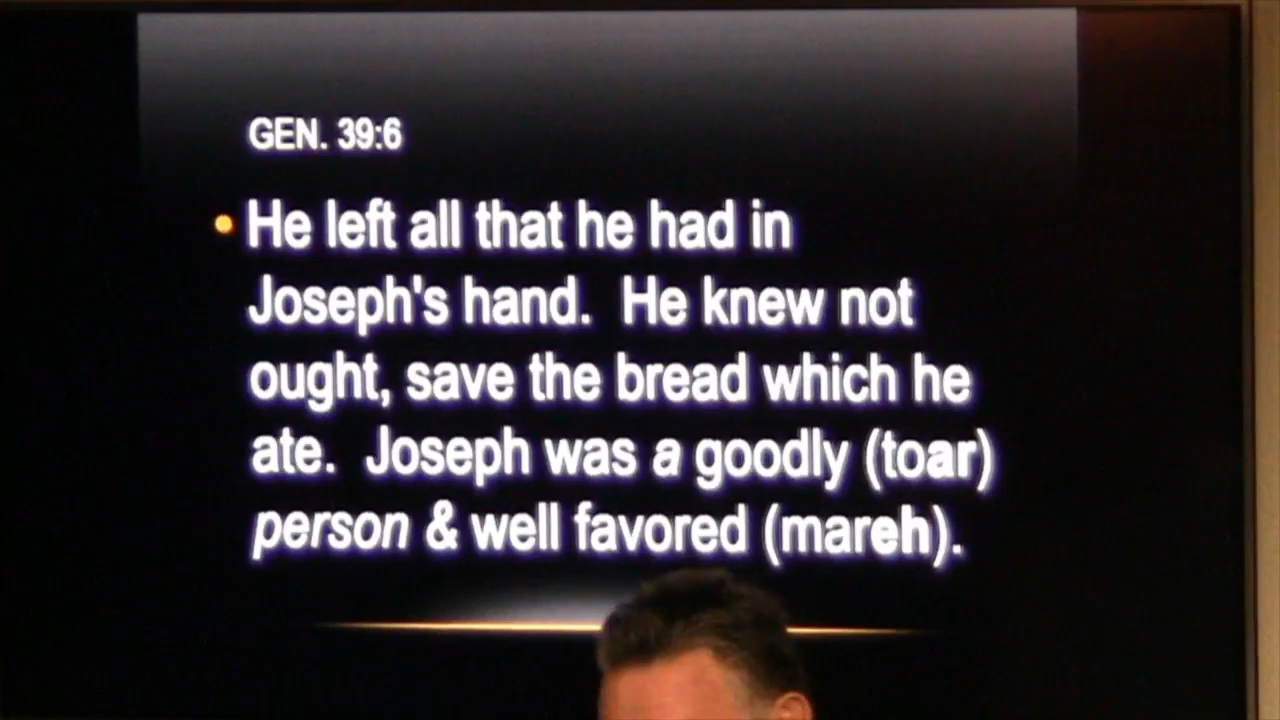 GEN. 39:6
• He left all that he had in
Joseph's hand. He knew not
ought, save the bread which he
ate. Joseph was a goodly (toar)
person & well favored (mareh).